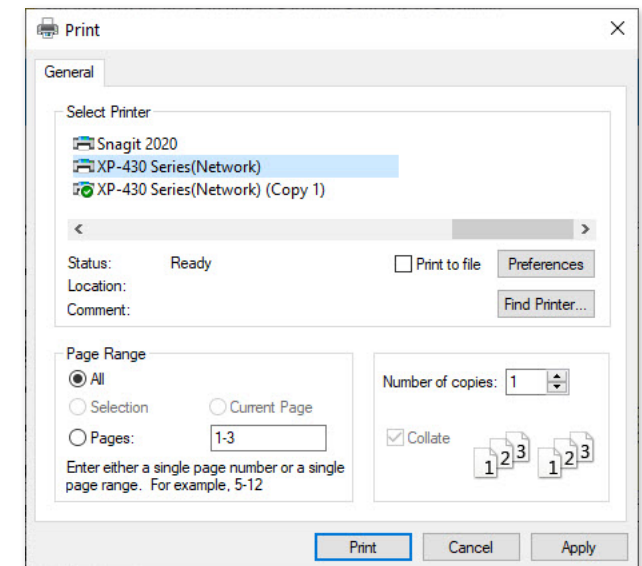 Print
General
Select Printer
Snagit 2020
XP-430 Series(Network)
XP-430 Series(Network) (Copy 1)
Status: Ready
Print to file
Preferences
Location:
Comment:
Find Printer...
Page Range
All
Selection
Current Page
Pages: 1-3
Enter either a single page number or a single
page range. For example, 5-12
Number of copies: 1
Collate
1 2 3 1 2 3
Print
Cancel
Apply